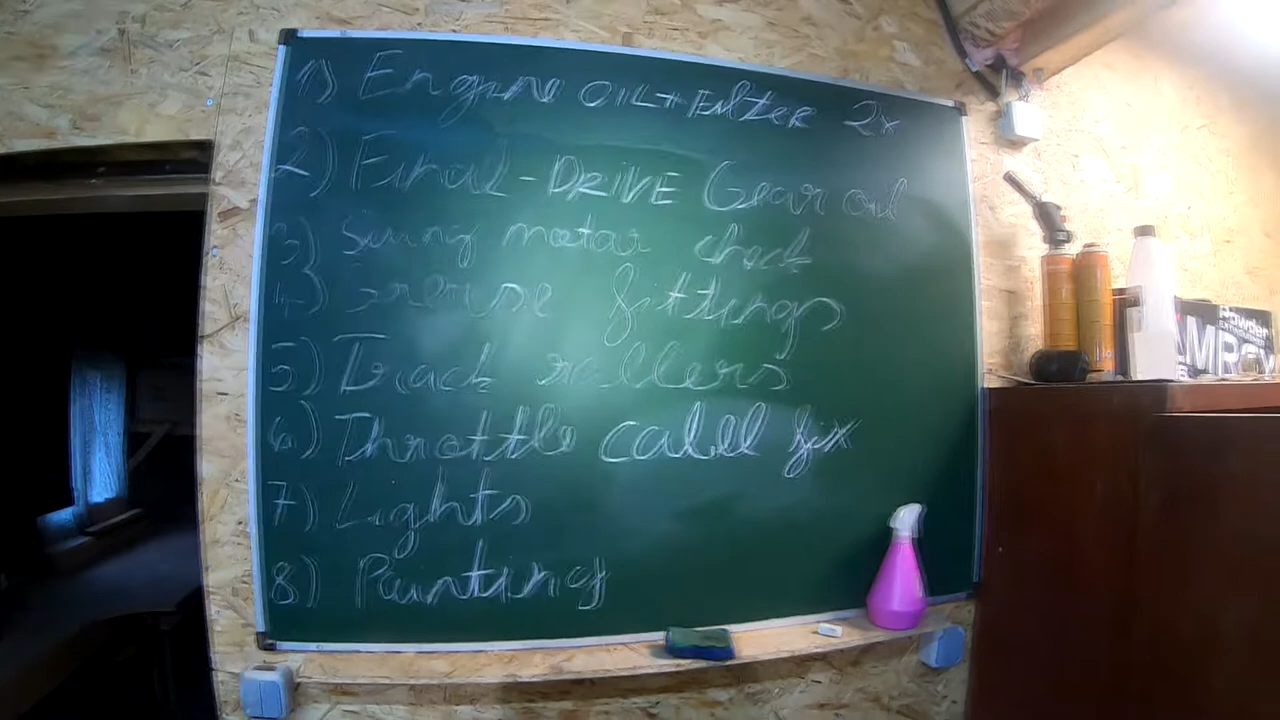 1) Engine OIL + Filter 2x
2) Final - DRIVE Gear oil
3) Swing motor check
4) Grease fittings
5) Track rollers
6) Throttle cabel fix
7) Lights
8) Painting